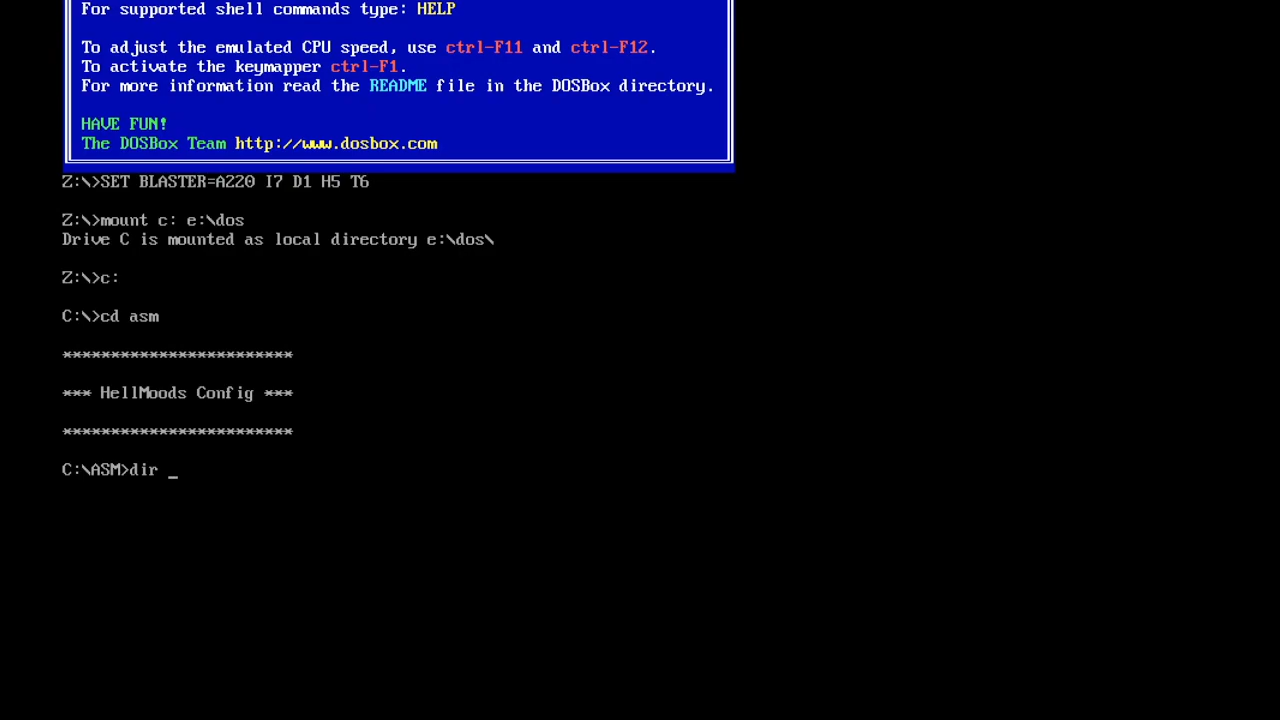 For supported shell commands type: HELP
To adjust the emulated CPU speed, use ctrl-F11 and ctrl-F12.
To activate the keymapper ctrl-F1.
For more information read the README file in the DOSBox directory.
HAVE FUN!
The DOSBox Team http://www.dosbox.com
Z:\>SET BLASTER=A220 I7 D1 H5 T6
Z:\>mount c: e:\dos
Drive C is mounted as local directory e:\dos\
Z:\>c:
C:\>cd asm
************************
*** HellMoods Config ***
************************
C:\ASM>dir _